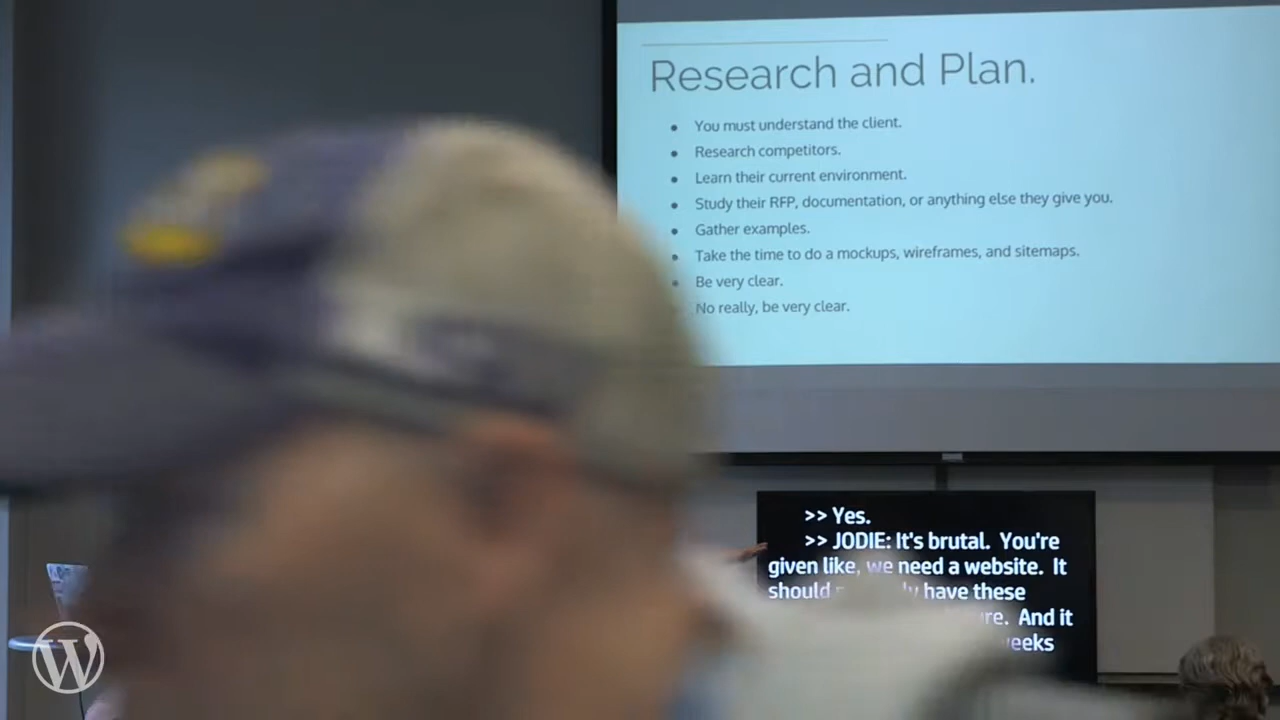 Research and Plan.
You must understand the client.
Research competitors.
Learn their current environment.
Study their RFP, documentation, or anything else they give you.
Gather examples.
Take the time to do a mockups, wireframes, and sitemaps.
Be very clear.
No really, be very clear.
>> Yes.
>> JODIE: It's brutal. You're
given like, we need a website. It
should have these
And it